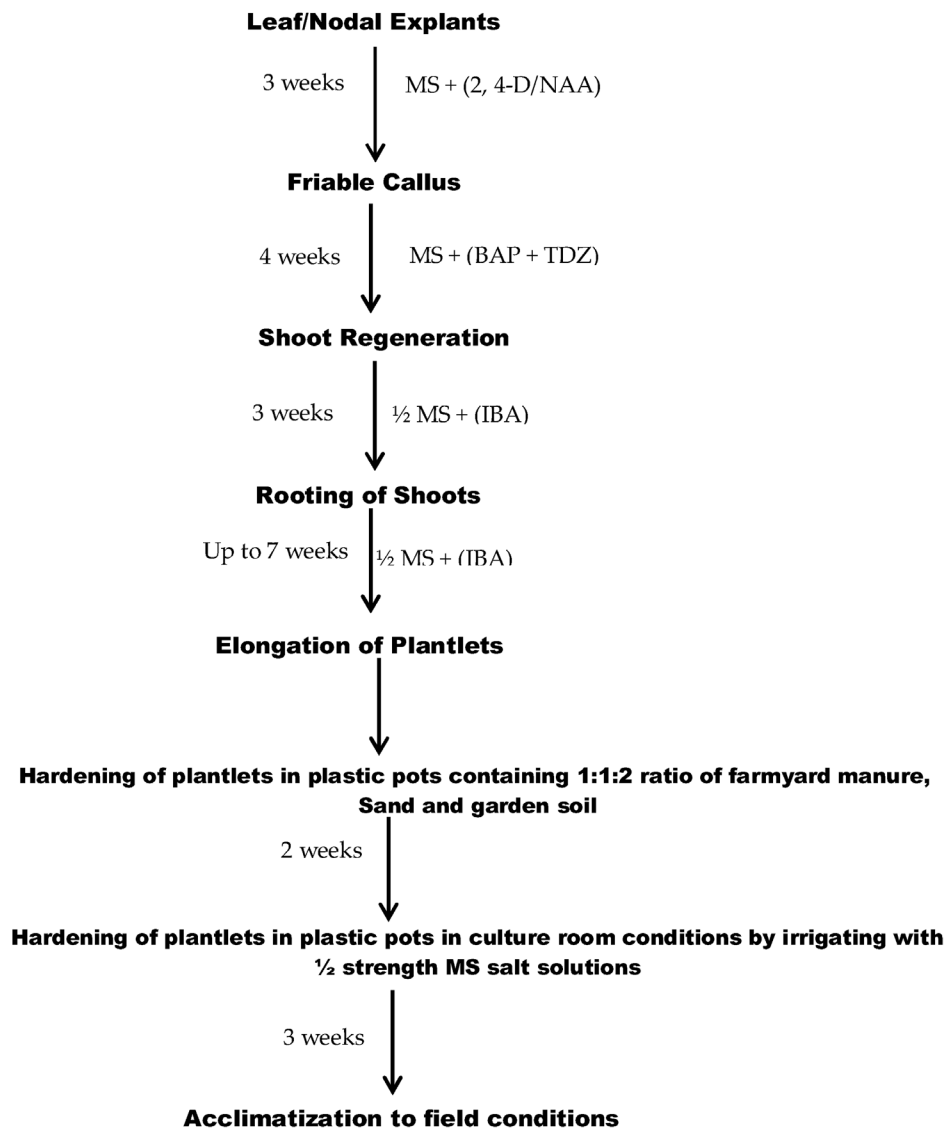 Leaf/Nodal Explants
3 weeks MS + (2, 4-D/NAA)
Friable Callus
4 weeks MS + (BAP + TDZ)
Shoot Regeneration
3 weeks ½ MS + (IBA)
Rooting of Shoots
Up to 7 weeks ½ MS + (IBA)
Elongation of Plantlets
Hardening of plantlets in plastic pots containing 1:1:2 ratio of farmyard manure,
Sand and garden soil
2 weeks
Hardening of plantlets in plastic pots in culture room conditions by irrigating with
½ strength MS salt solutions
3 weeks
Acclimatization to field conditions